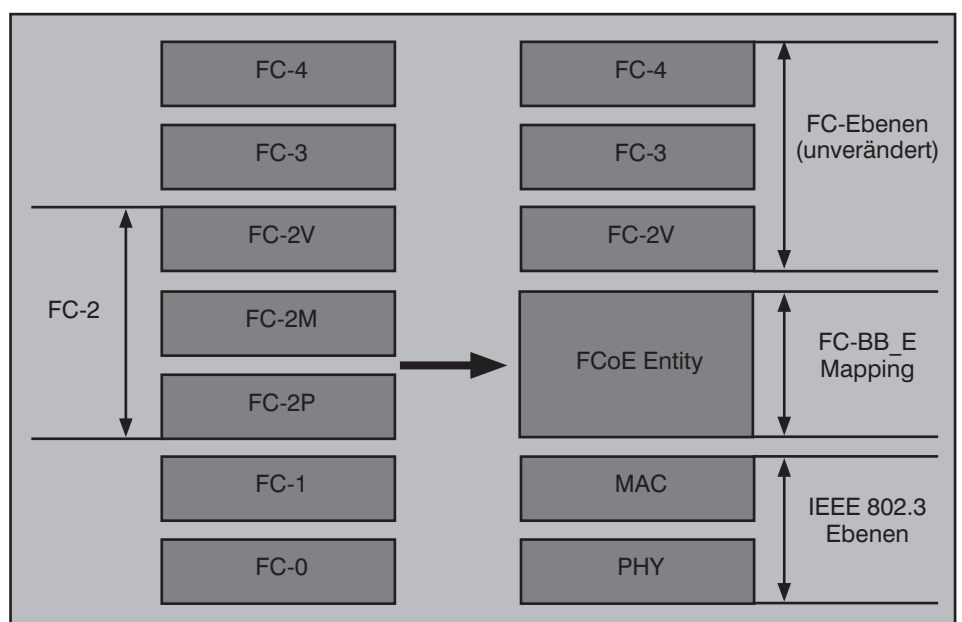 FC-4
FC-4
FC-3
FC-3
FC-Ebenen
(unverändert)
FC-2V
FC-2V
FC-2
FC-2M
FC-2P
FCoE Entity
FC-BB_E
Mapping
FC-1
MAC
IEEE 802.3
Ebenen
FC-0
PHY